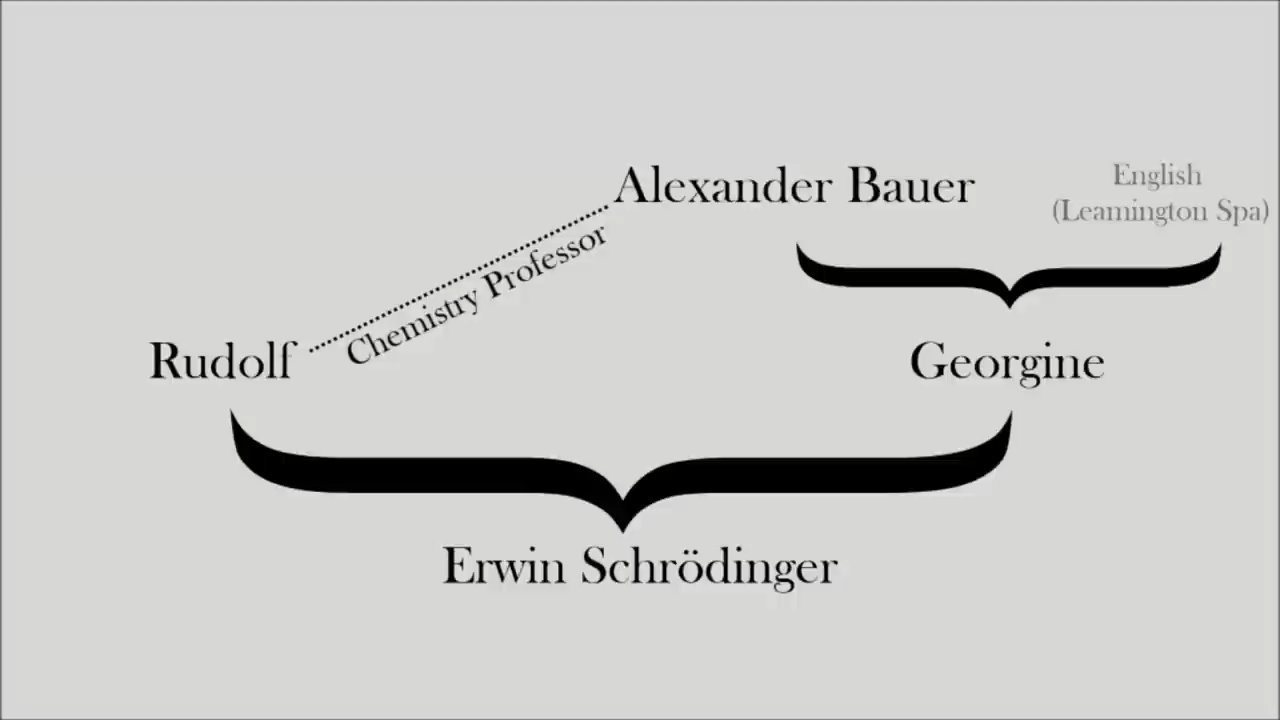 Alexander Bauer
English
(Leamington Spa)
Chemistry Professor
Rudolf
Georgine
Erwin Schrödinger